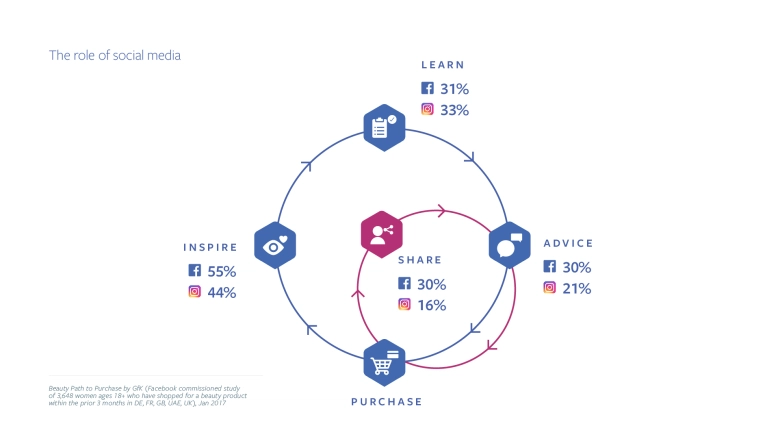 The role of social media
LEARN
31%
33%
INSPIRE
55%
44%
SHARE
30%
16%
ADVICE
30%
21%
PURCHASE
Beauty Path to Purchase by GfK (Facebook commissioned study
of 3,648 women ages 18+ who have shopped for a beauty product
within the prior 3 months in DE, FR, GB, UAE, UK), Jan 2017